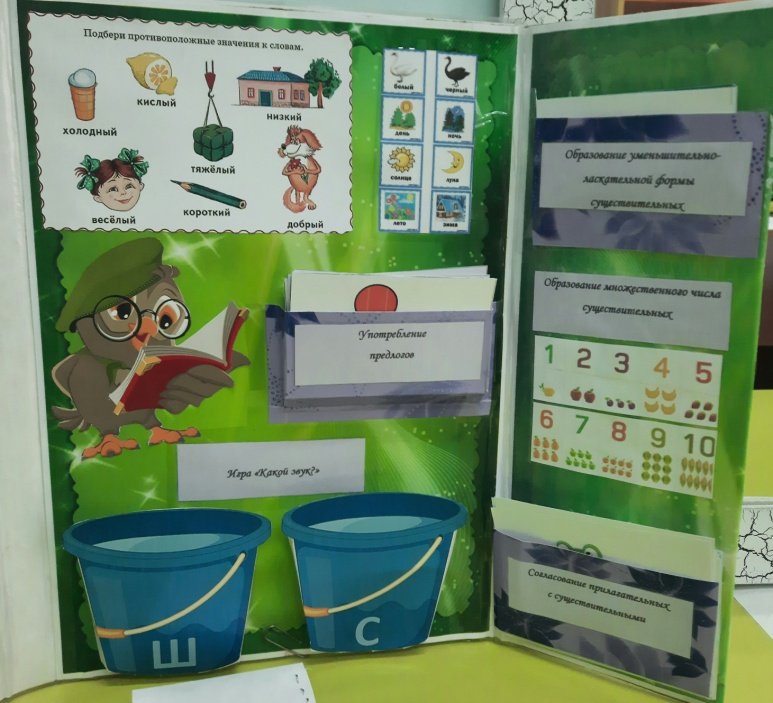 Подбери противоположные значения к словам.
холодный
кислый
тяжёлый
низкий
весёлый
короткий
добрый
белый
черный
день
ночь
солнце
луна
лето
зима
Употребление
предлогов
Игра «Какой звук?»
Ш
С
Образование уменьшительно-
ласкательной формы
существительных
Образование множественного числа
существительных
1 2 3 4 5
6 7 8 9 10
Согласование прилагательных
с существительными